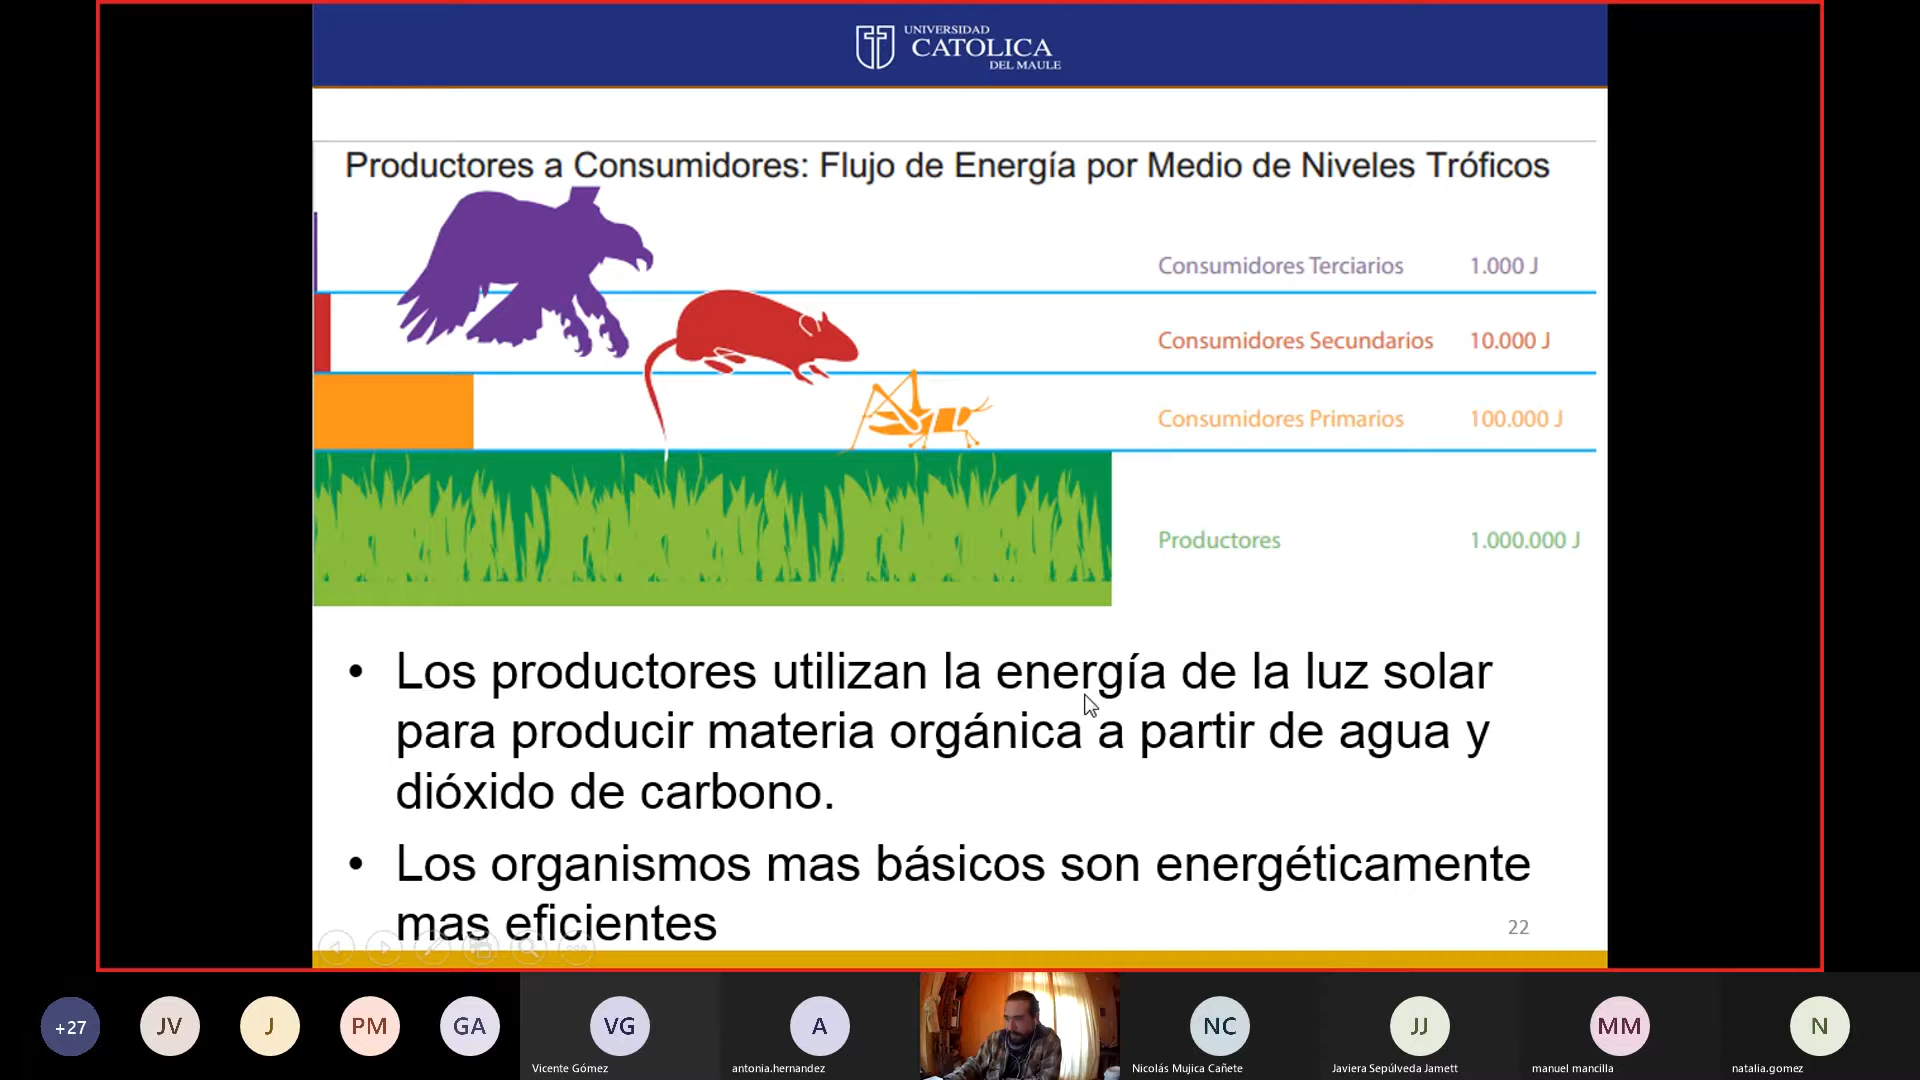 UNIVERSIDAD
CATOLICA
DEL MAULE
Productores a Consumidores: Flujo de Energía por Medio de Niveles Tróficos
Consumidores Terciarios 1.000 J
Consumidores Secundarios 10.000 J
Consumidores Primarios 100.000 J
Productores 1.000.000 J
• Los productores utilizan la energía de la luz solar
para producir materia orgánica a partir de agua y
dióxido de carbono.
• Los organismos mas básicos son energéticamente
mas eficientes
22
+27 JV J PM GA VG A NC JJ MM N
Vicente Gómez antonia.hernandez Nicolás Mujica Cañete Javiera Sepúlveda Jamett manuel mancilla natalia.gomez